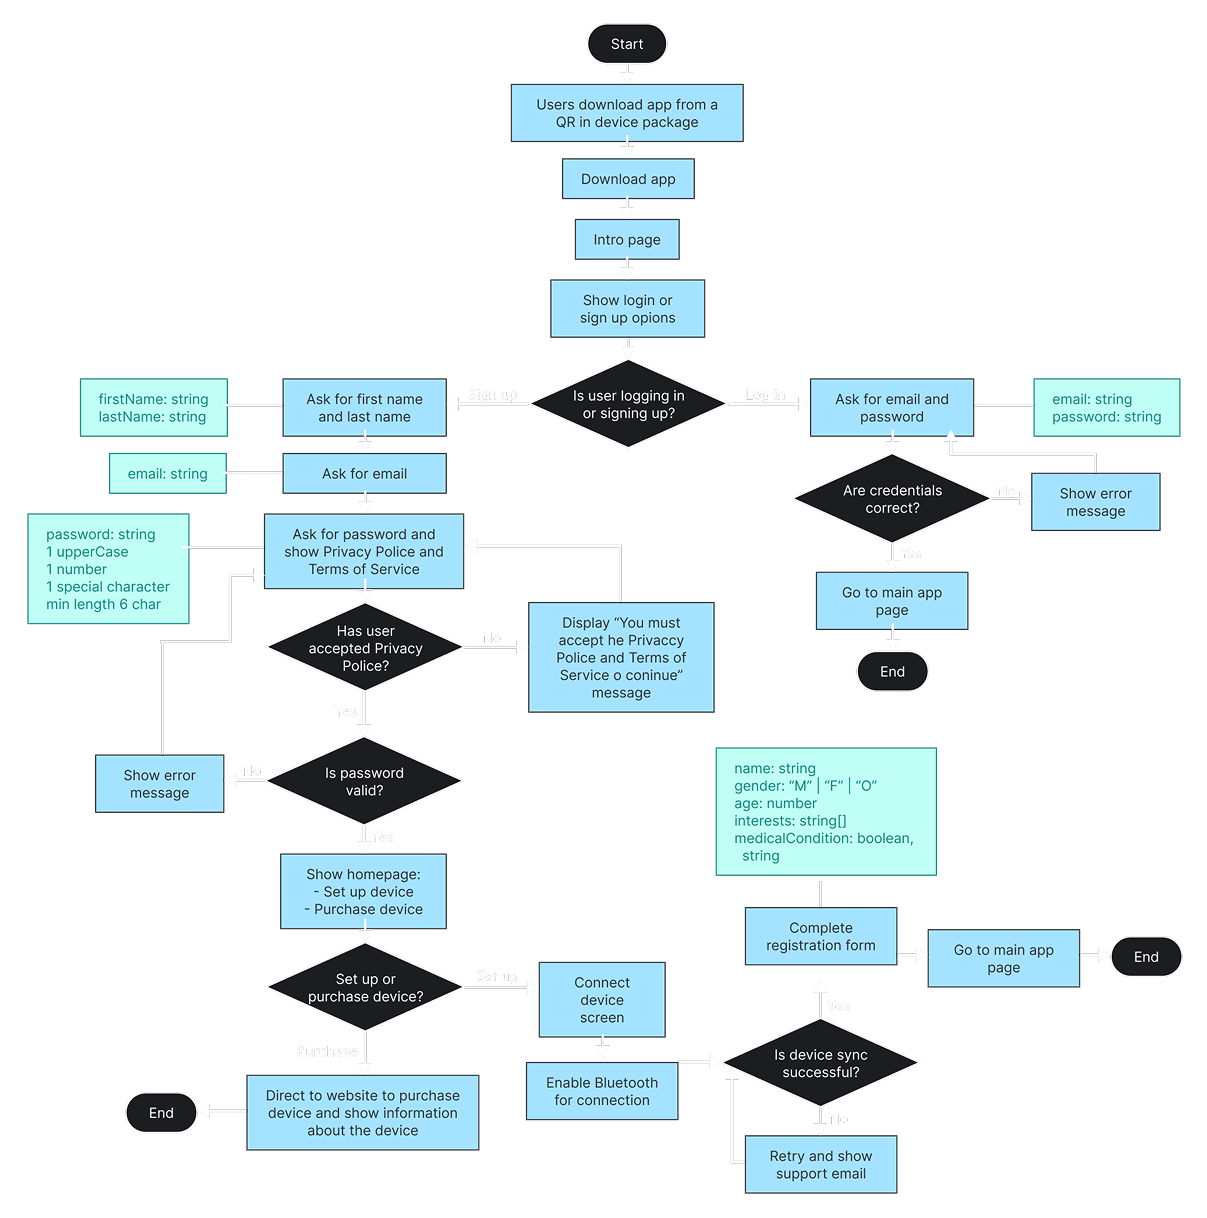 Start
Users download app from a
QR in device package
Download app
Intro page
Show login or
sign up opions
Is user logging in
or signing up?
Sign up
Log in
firstName: string
lastName: string
Ask for first name
and last name
Ask for email and
password
email: string
password: string
email: string
Ask for email
Are credentials
correct?
No
Show error
message
Yes
password: string
1 upperCase
1 number
1 special character
min length 6 char
Ask for password and
show Privacy Police and
Terms of Service
Go to main app
page
End
Has user
accepted Privacy
Police?
No
Display “You must
accept he Privaccy
Police and Terms of
Service o coninue”
message
Yes
Show error
message
No
Is password
valid?
Yes
name: string
gender: “M” | “F” | “O”
age: number
interests: string[]
medicalCondition: boolean,
string
Show homepage:
- Set up device
- Purchase device
Complete
registration form
Go to main app
page
End
Set up or
purchase device?
Set up
Connect
device
screen
Yes
Purchase
Is device sync
successful?
Enable Bluetooth
for connection
End
Direct to website to purchase
device and show information
about the device
No
Retry and show
support email